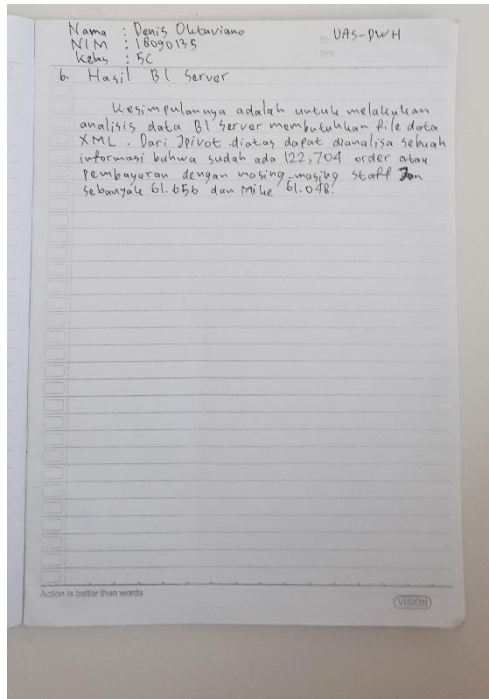 Nama : Denis Oktaviano
UAS-PWH
NIM : 18090135
Kelas : 5C
6. Hasil BI Server
Kesimpulannya adalah untuk melakukan
analisis data BI Server membutuhkan file data
XML. Dari Jpivot diatas dapat dianalisa sebuah
informasi bahwa sudah ada 122,704 order atau
pembayaran dengan masing-masing staff Jon
sebanyak 61.656 dan Mike 61.048.
Action is better than words
VISION